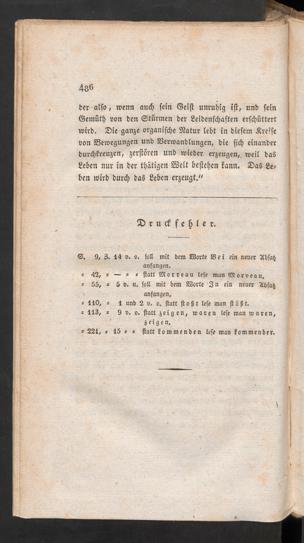 486
der also, wenn auch sein Geist unruhig ist, und sein
Gemüth von den Stürmen der Leidenschaften erschüttert
wird. Die ganze organische Natur lebt in diesem Kreise
von Bewegungen und Verwandlungen, die sich einander
durchkreuzen, zerstören und wieder erzeugen, weil das
Leben nur in der thätigen Welt bestehen kann. Das Le-
ben wird durch das Leben erzeugt.“
Druckfehler.
S. 9, Z. 14 v. o. soll mit dem Worte Bei ein neuer Absatz
anfangen.
= 42, = — = = statt Morreau lese man Morveau,
= 55, = 5 v. u. soll mit dem Worte In ein neuer Absatz
anfangen,
= 110, = 1 und 2 v. o. statt stoßt lese man stößt.
= 113, = 9 v. o. statt zeigen, waren lese man waren,
zeigen,
= 221, = 15 = = statt kommenden lese man kommender.